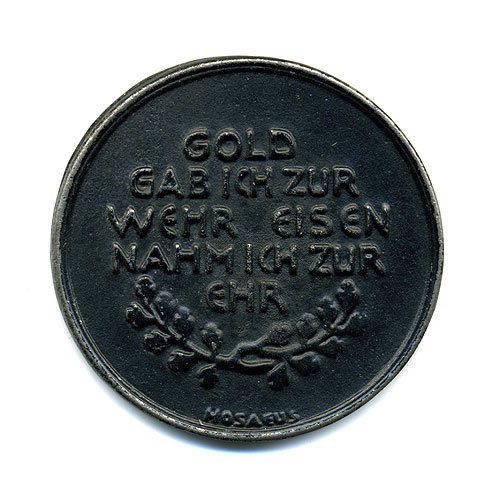 GOLD
GAB ICH ZUR
WEHR EISEN
NAHM ICH ZUR
EHR
HOSAEUS